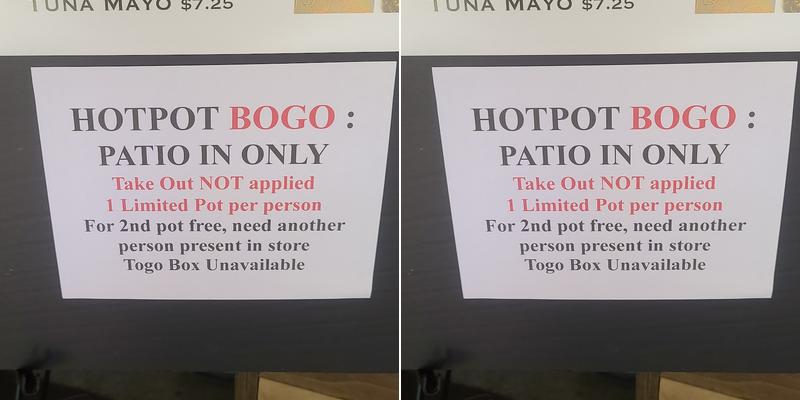 TUNA MAYO $7.25
HOTPOT BOGO :
PATIO IN ONLY
Take Out NOT applied
1 Limited Pot per person
For 2nd pot free, need another
person present in store
Togo Box Unavailable
TUNA MAYO $7.25
HOTPOT BOGO :
PATIO IN ONLY
Take Out NOT applied
1 Limited Pot per person
For 2nd pot free, need another
person present in store
Togo Box Unavailable